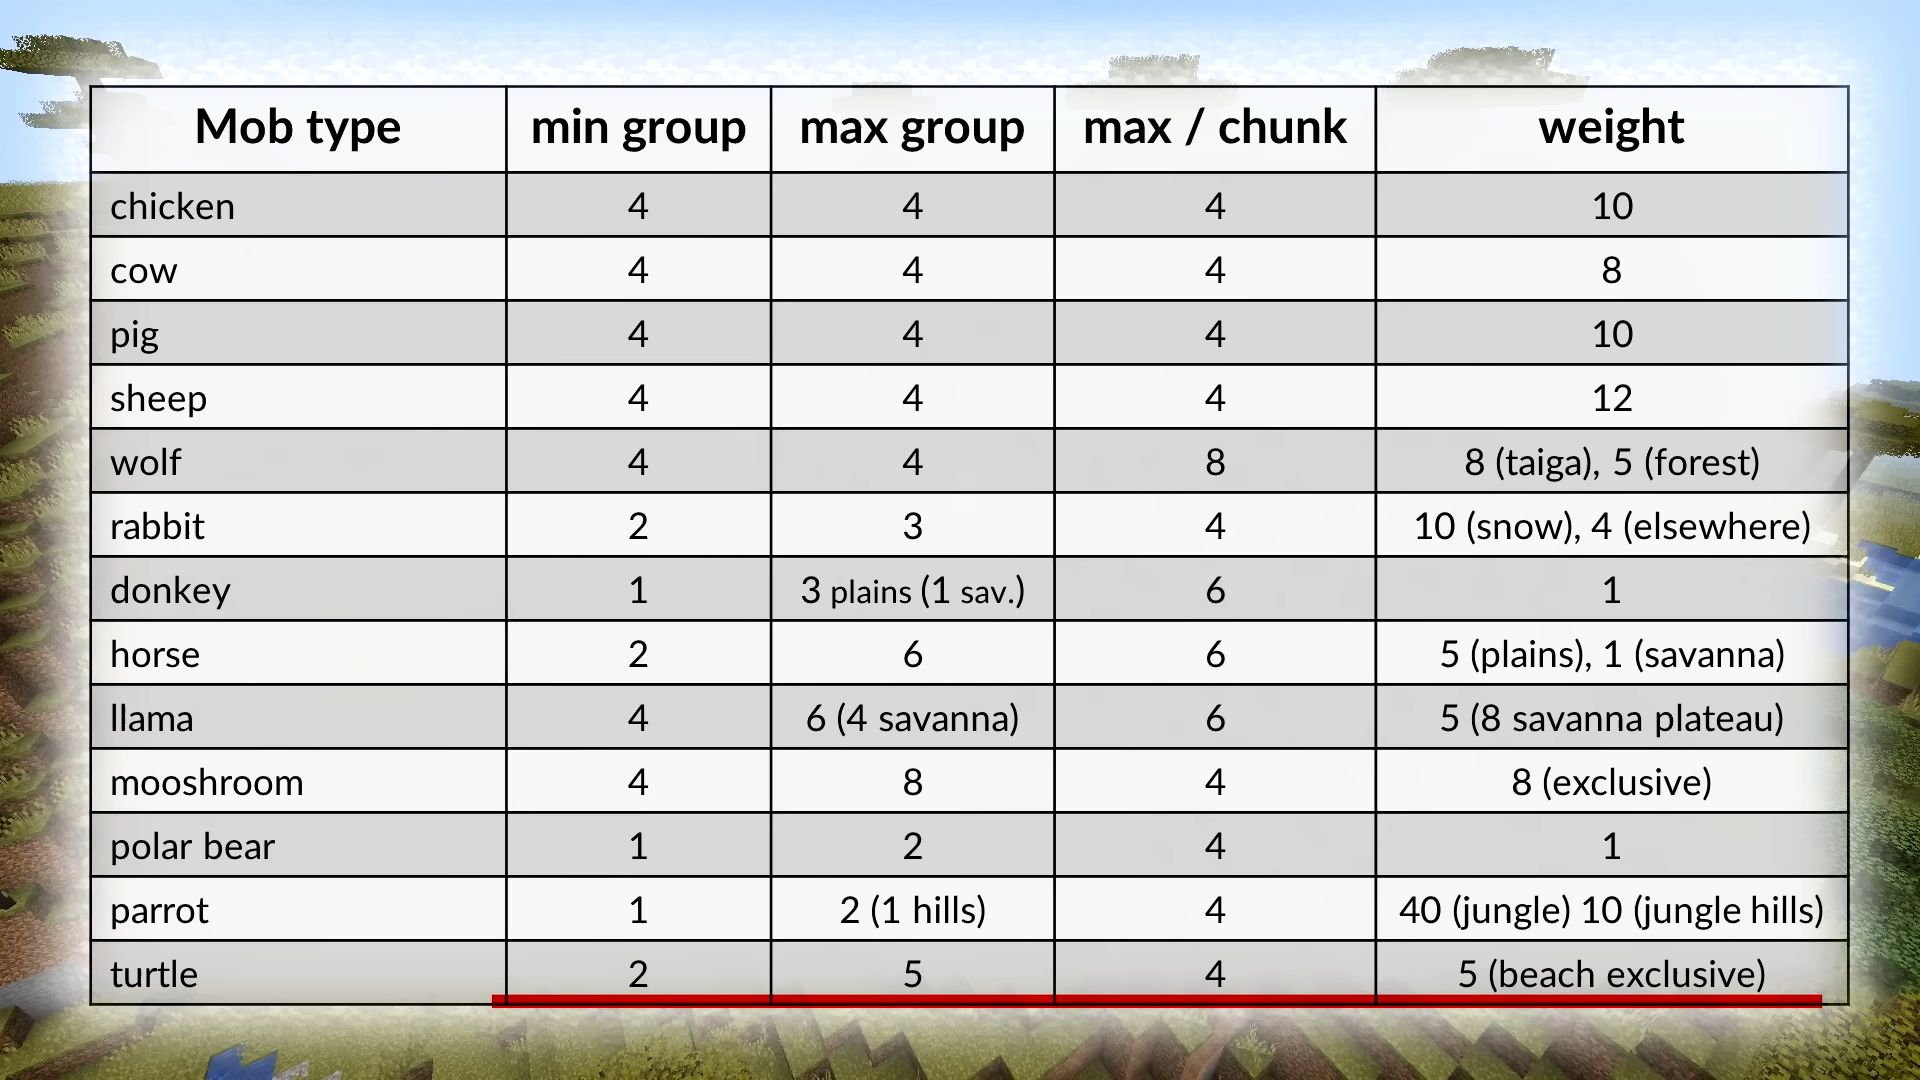 Mob type min group max group max / chunk weight
chicken 4 4 4 10
cow 4 4 4 8
pig 4 4 4 10
sheep 4 4 4 12
wolf 4 4 8 8 (taiga), 5 (forest)
rabbit 2 3 4 10 (snow), 4 (elsewhere)
donkey 1 3 plains (1 sav.) 6 1
horse 2 6 6 5 (plains), 1 (savanna)
llama 4 6 (4 savanna) 6 5 (8 savanna plateau)
mooshroom 4 8 4 8 (exclusive)
polar bear 1 2 4 1
parrot 1 2 (1 hills) 4 40 (jungle) 10 (jungle hills)
turtle 2 5 4 5 (beach exclusive)